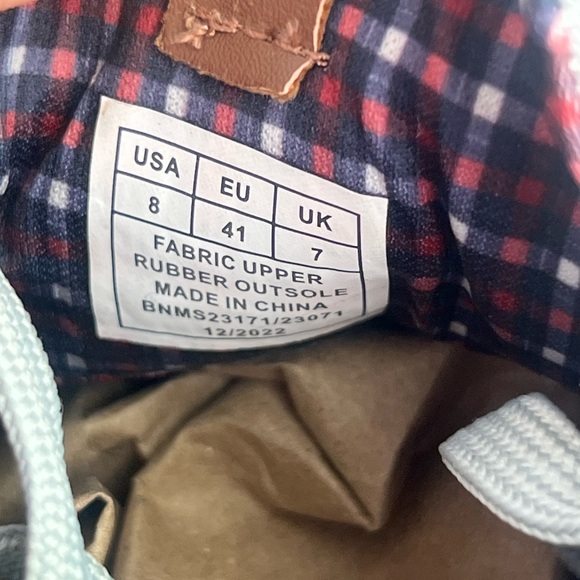 USA EU UK
8 41 7
FABRIC UPPER
RUBBER OUTSOLE
MADE IN CHINA
BNMS23171/23071
12/2022